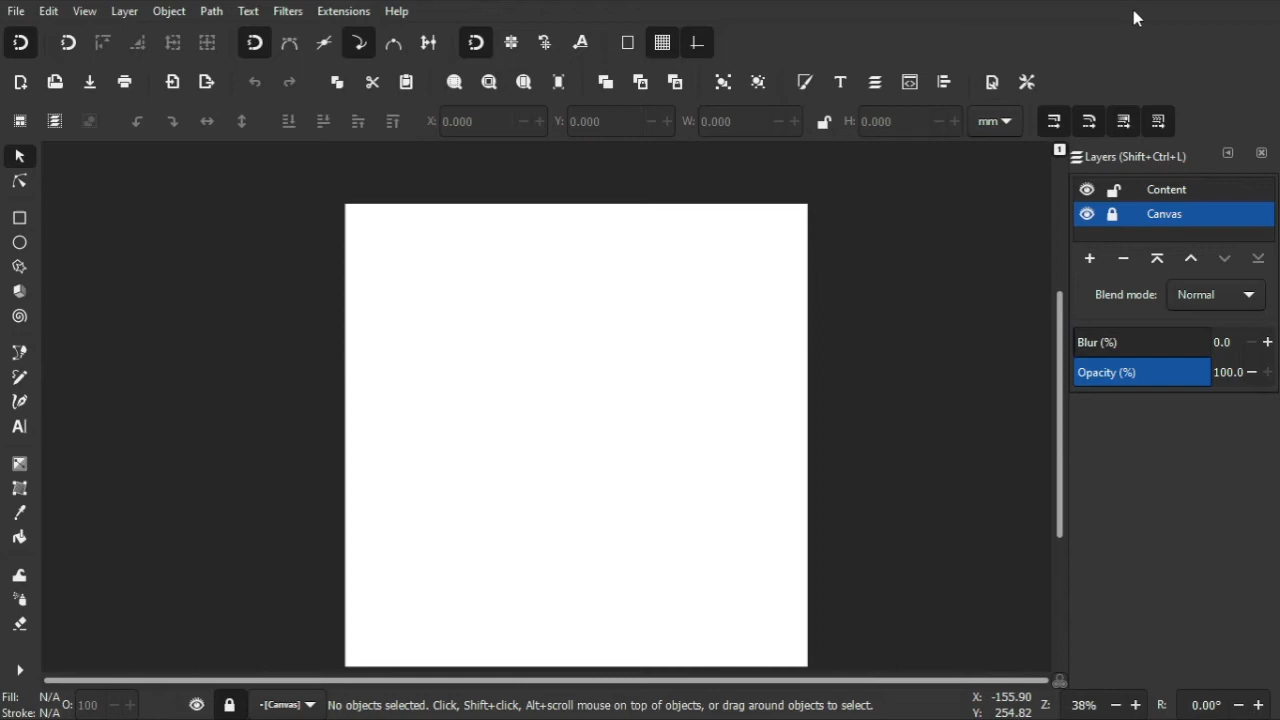 File Edit View Layer Object Path Text Filters Extensions Help
X: 0.000 Y: 0.000 W: 0.000 H: 0.000 mm
1
Layers (Shift+Ctrl+L)
Content
Canvas
Blend mode: Normal
Blur (%) 0.0
Opacity (%) 100.0
Fill: N/A
Stroke: N/A
O: 100
-[Canvas]
No objects selected. Click, Shift+click, Alt+scroll mouse on top of objects, or drag around objects to select.
X: -155.90
Y: 254.82
Z: 38% R: 0.00°